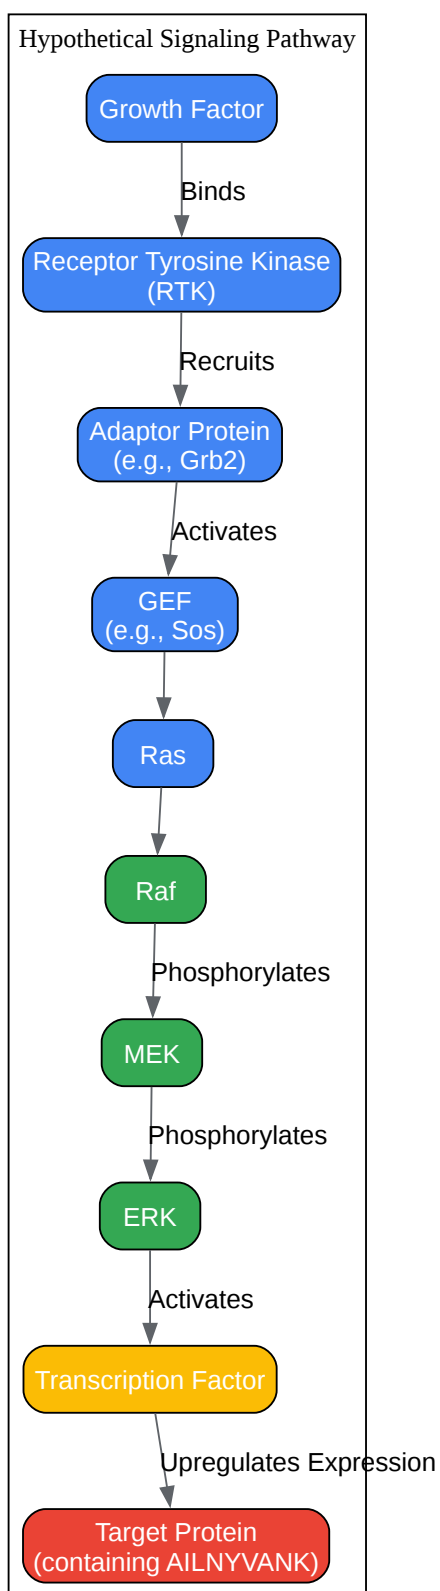 Hypothetical Signaling Pathway
Growth Factor
Binds
Receptor Tyrosine Kinase
(RTK)
Recruits
Adaptor Protein
(e.g., Grb2)
Activates
GEF
(e.g., Sos)
Ras
Raf
Phosphorylates
MEK
Phosphorylates
ERK
Activates
Transcription Factor
Upregulates Expression
Target Protein
(containing AILNYVANK)